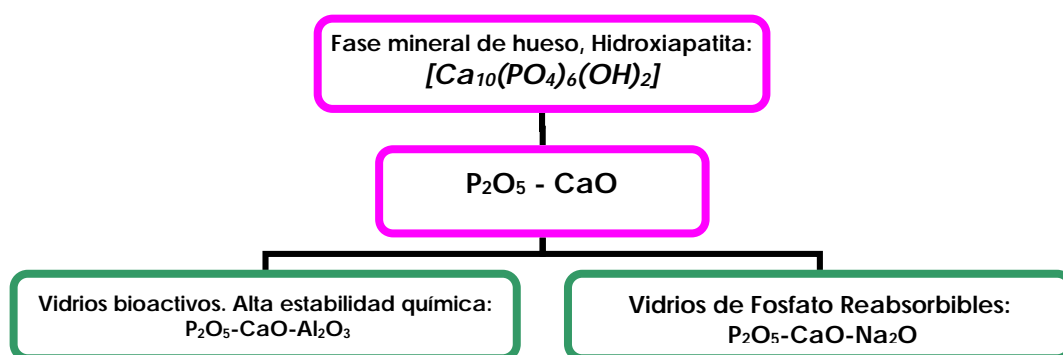 Fase mineral de hueso, Hidroxiapatita:
[Ca₁₀(PO₄)₆(OH)₂]
P₂O₅ - CaO
Vidrios bioactivos. Alta estabilidad química:
P₂O₅-CaO-Al₂O₃
Vidrios de Fosfato Reabsorbibles:
P₂O₅-CaO-Na₂O